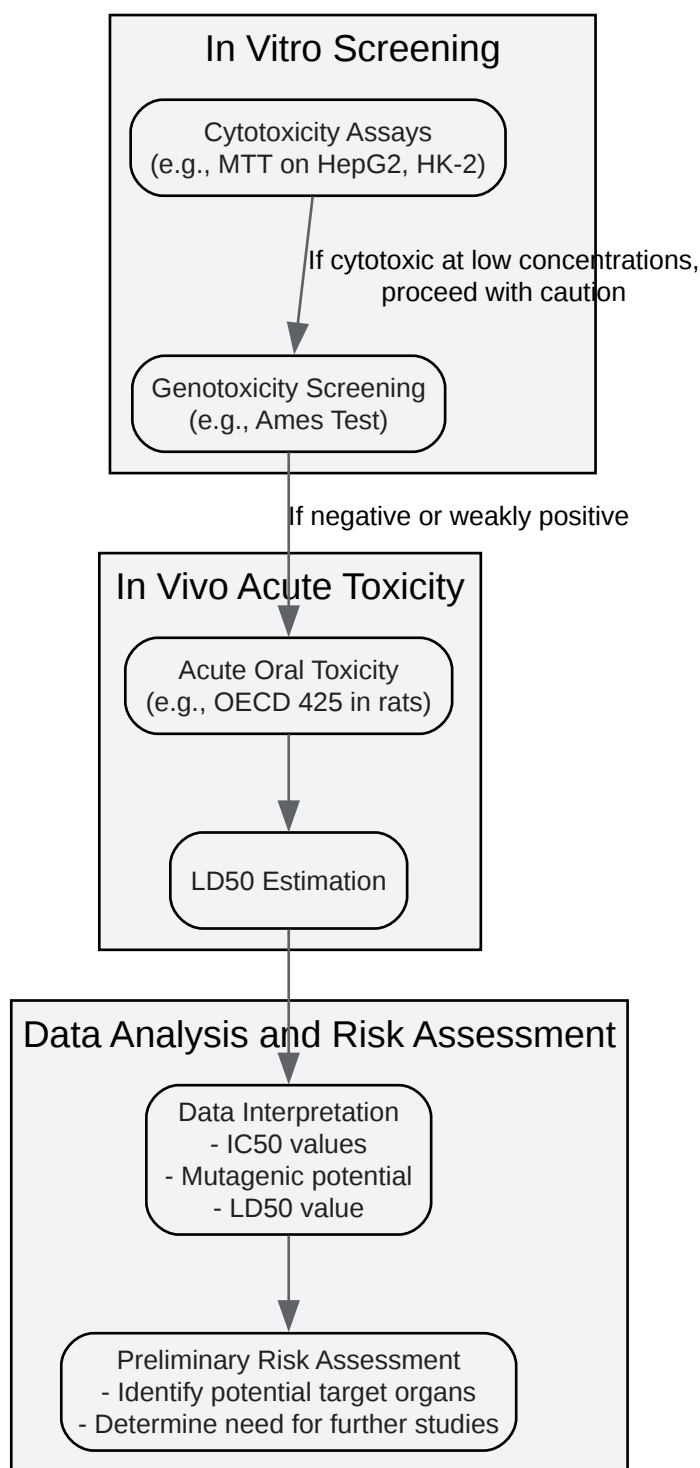 In Vitro Screening
Cytotoxicity Assays
(e.g., MTT on HepG2, HK-2)
If cytotoxic at low concentrations,
proceed with caution
Genotoxicity Screening
(e.g., Ames Test)
If negative or weakly positive
In Vivo Acute Toxicity
Acute Oral Toxicity
(e.g., OECD 425 in rats)
LD50 Estimation
Data Analysis and Risk Assessment
Data Interpretation
- IC50 values
- Mutagenic potential
- LD50 value
Preliminary Risk Assessment
- Identify potential target organs
- Determine need for further studies